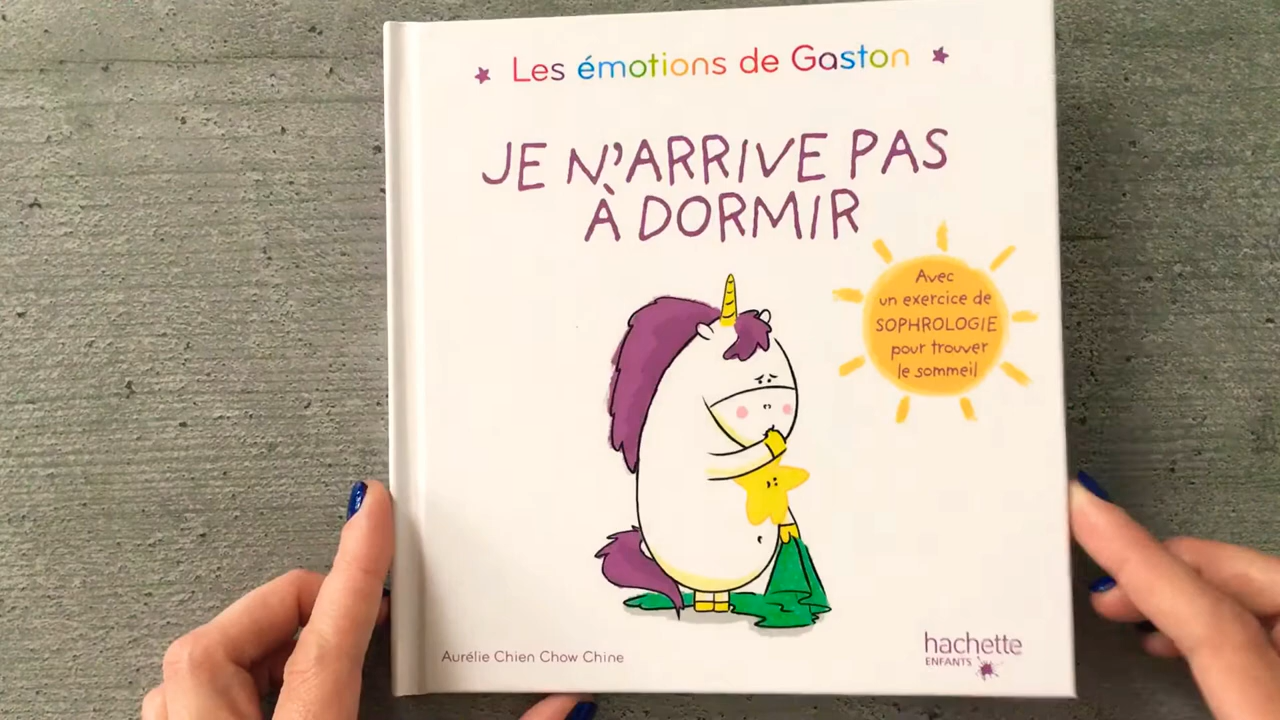 Les émotions de Gaston
JE N'ARRIVE PAS
À DORMIR
Avec
un exercice de
SOPHROLOGIE
pour trouver
le sommeil
Aurélie Chien Chow Chine
hachette
ENFANTS